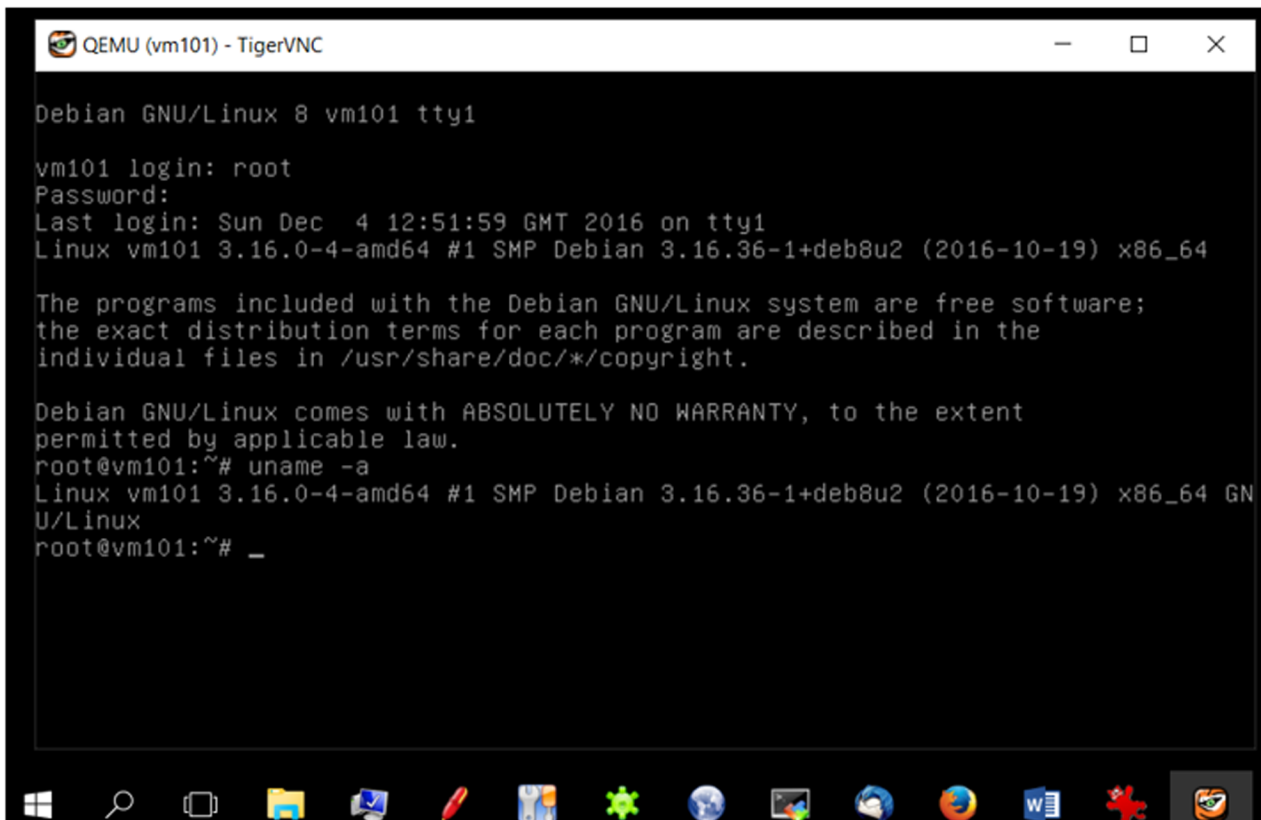 QEMU (vm101) - TigerVNC
Debian GNU/Linux 8 vm101 tty1
vm101 login: root
Password:
Last login: Sun Dec  4 12:51:59 GMT 2016 on tty1
Linux vm101 3.16.0-4-amd64 #1 SMP Debian 3.16.36-1+deb8u2 (2016-10-19) x86_64
The programs included with the Debian GNU/Linux system are free software;
the exact distribution terms for each program are described in the
individual files in /usr/share/doc/*/copyright.
Debian GNU/Linux comes with ABSOLUTELY NO WARRANTY, to the extent
permitted by applicable law.
root@vm101:~# uname -a
Linux vm101 3.16.0-4-amd64 #1 SMP Debian 3.16.36-1+deb8u2 (2016-10-19) x86_64 GN
U/Linux
root@vm101:~# _
W